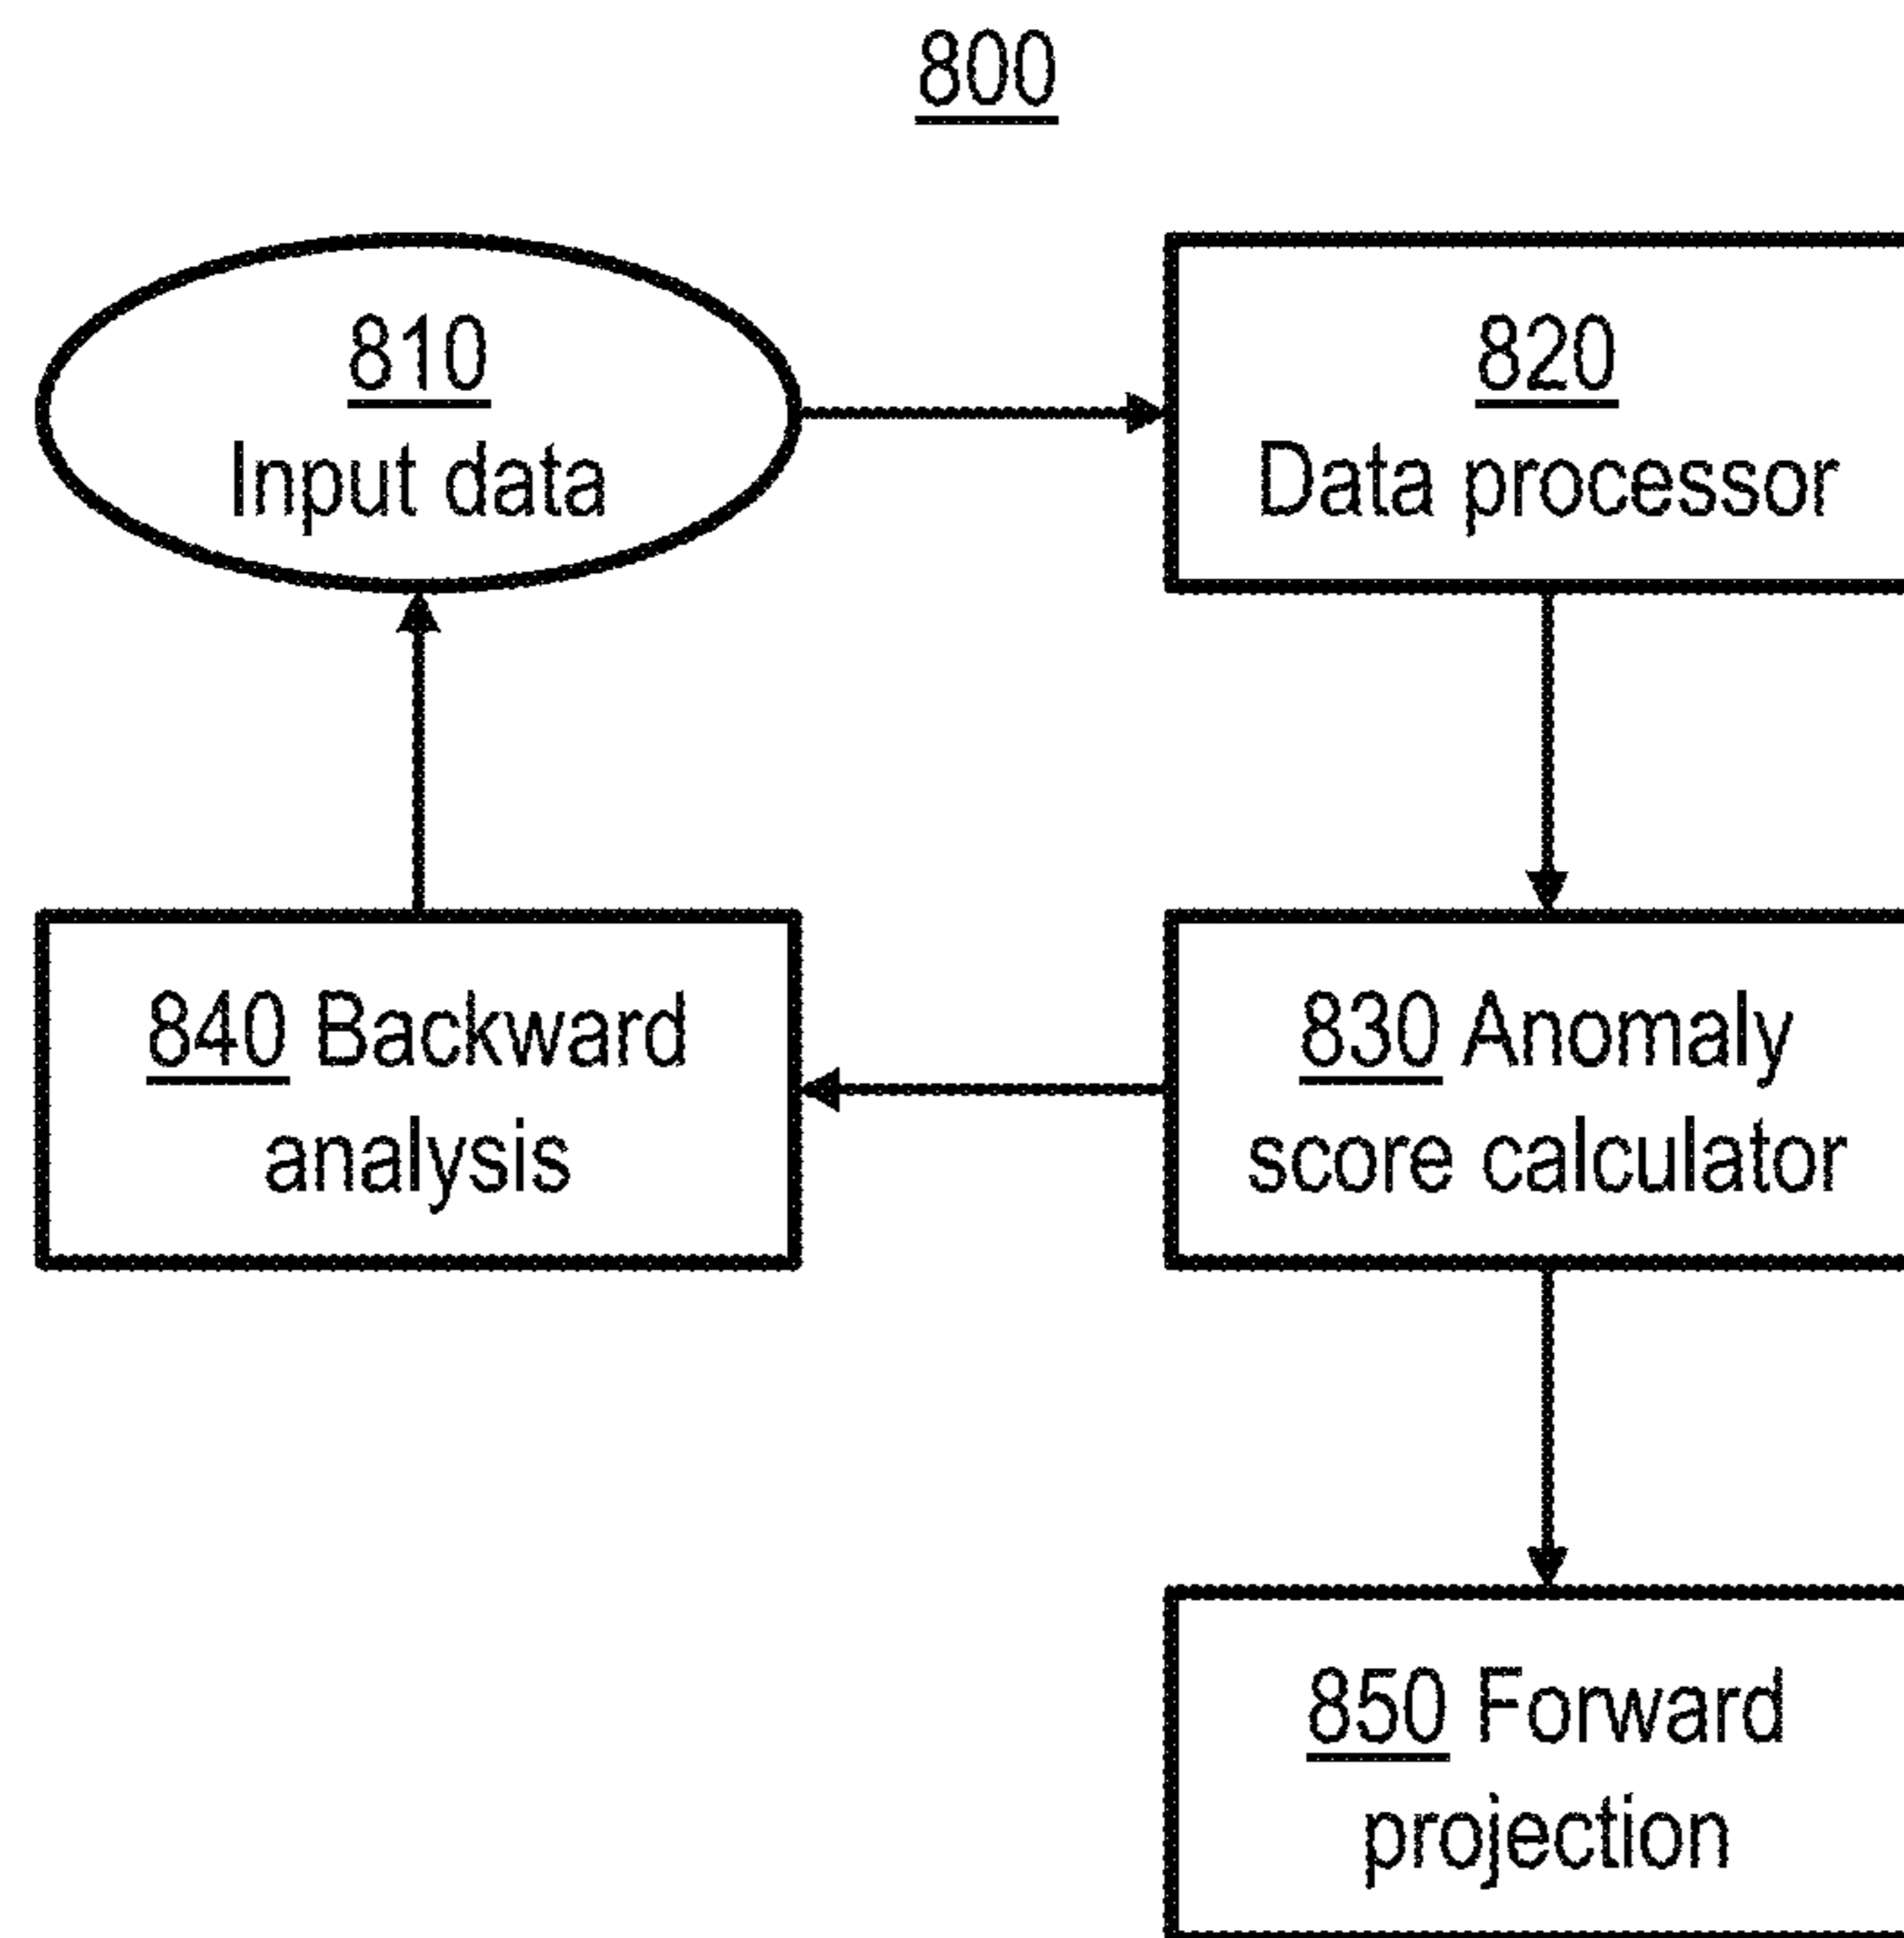 800
810
Input data
820
Data processor
840 Backward
analysis
830 Anomaly
score calculator
850 Forward
projection